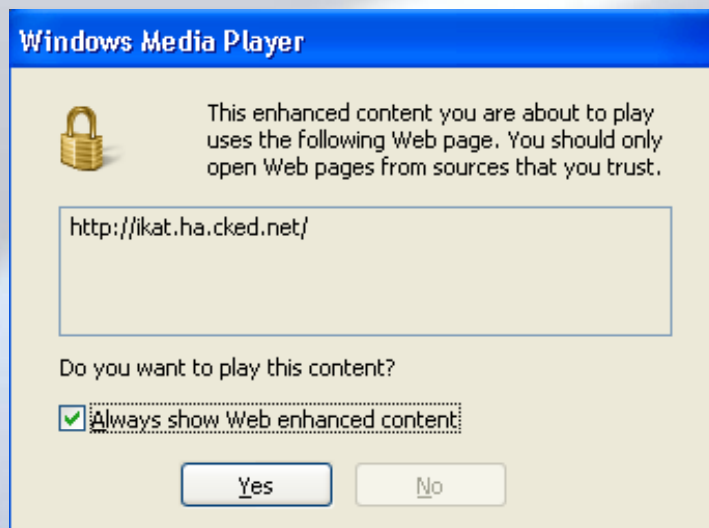 Windows Media Player
This enhanced content you are about to play
uses the following Web page. You should only
open Web pages from sources that you trust.
http://ikat.ha.cked.net/
Do you want to play this content?
Always show Web enhanced content
Yes
No